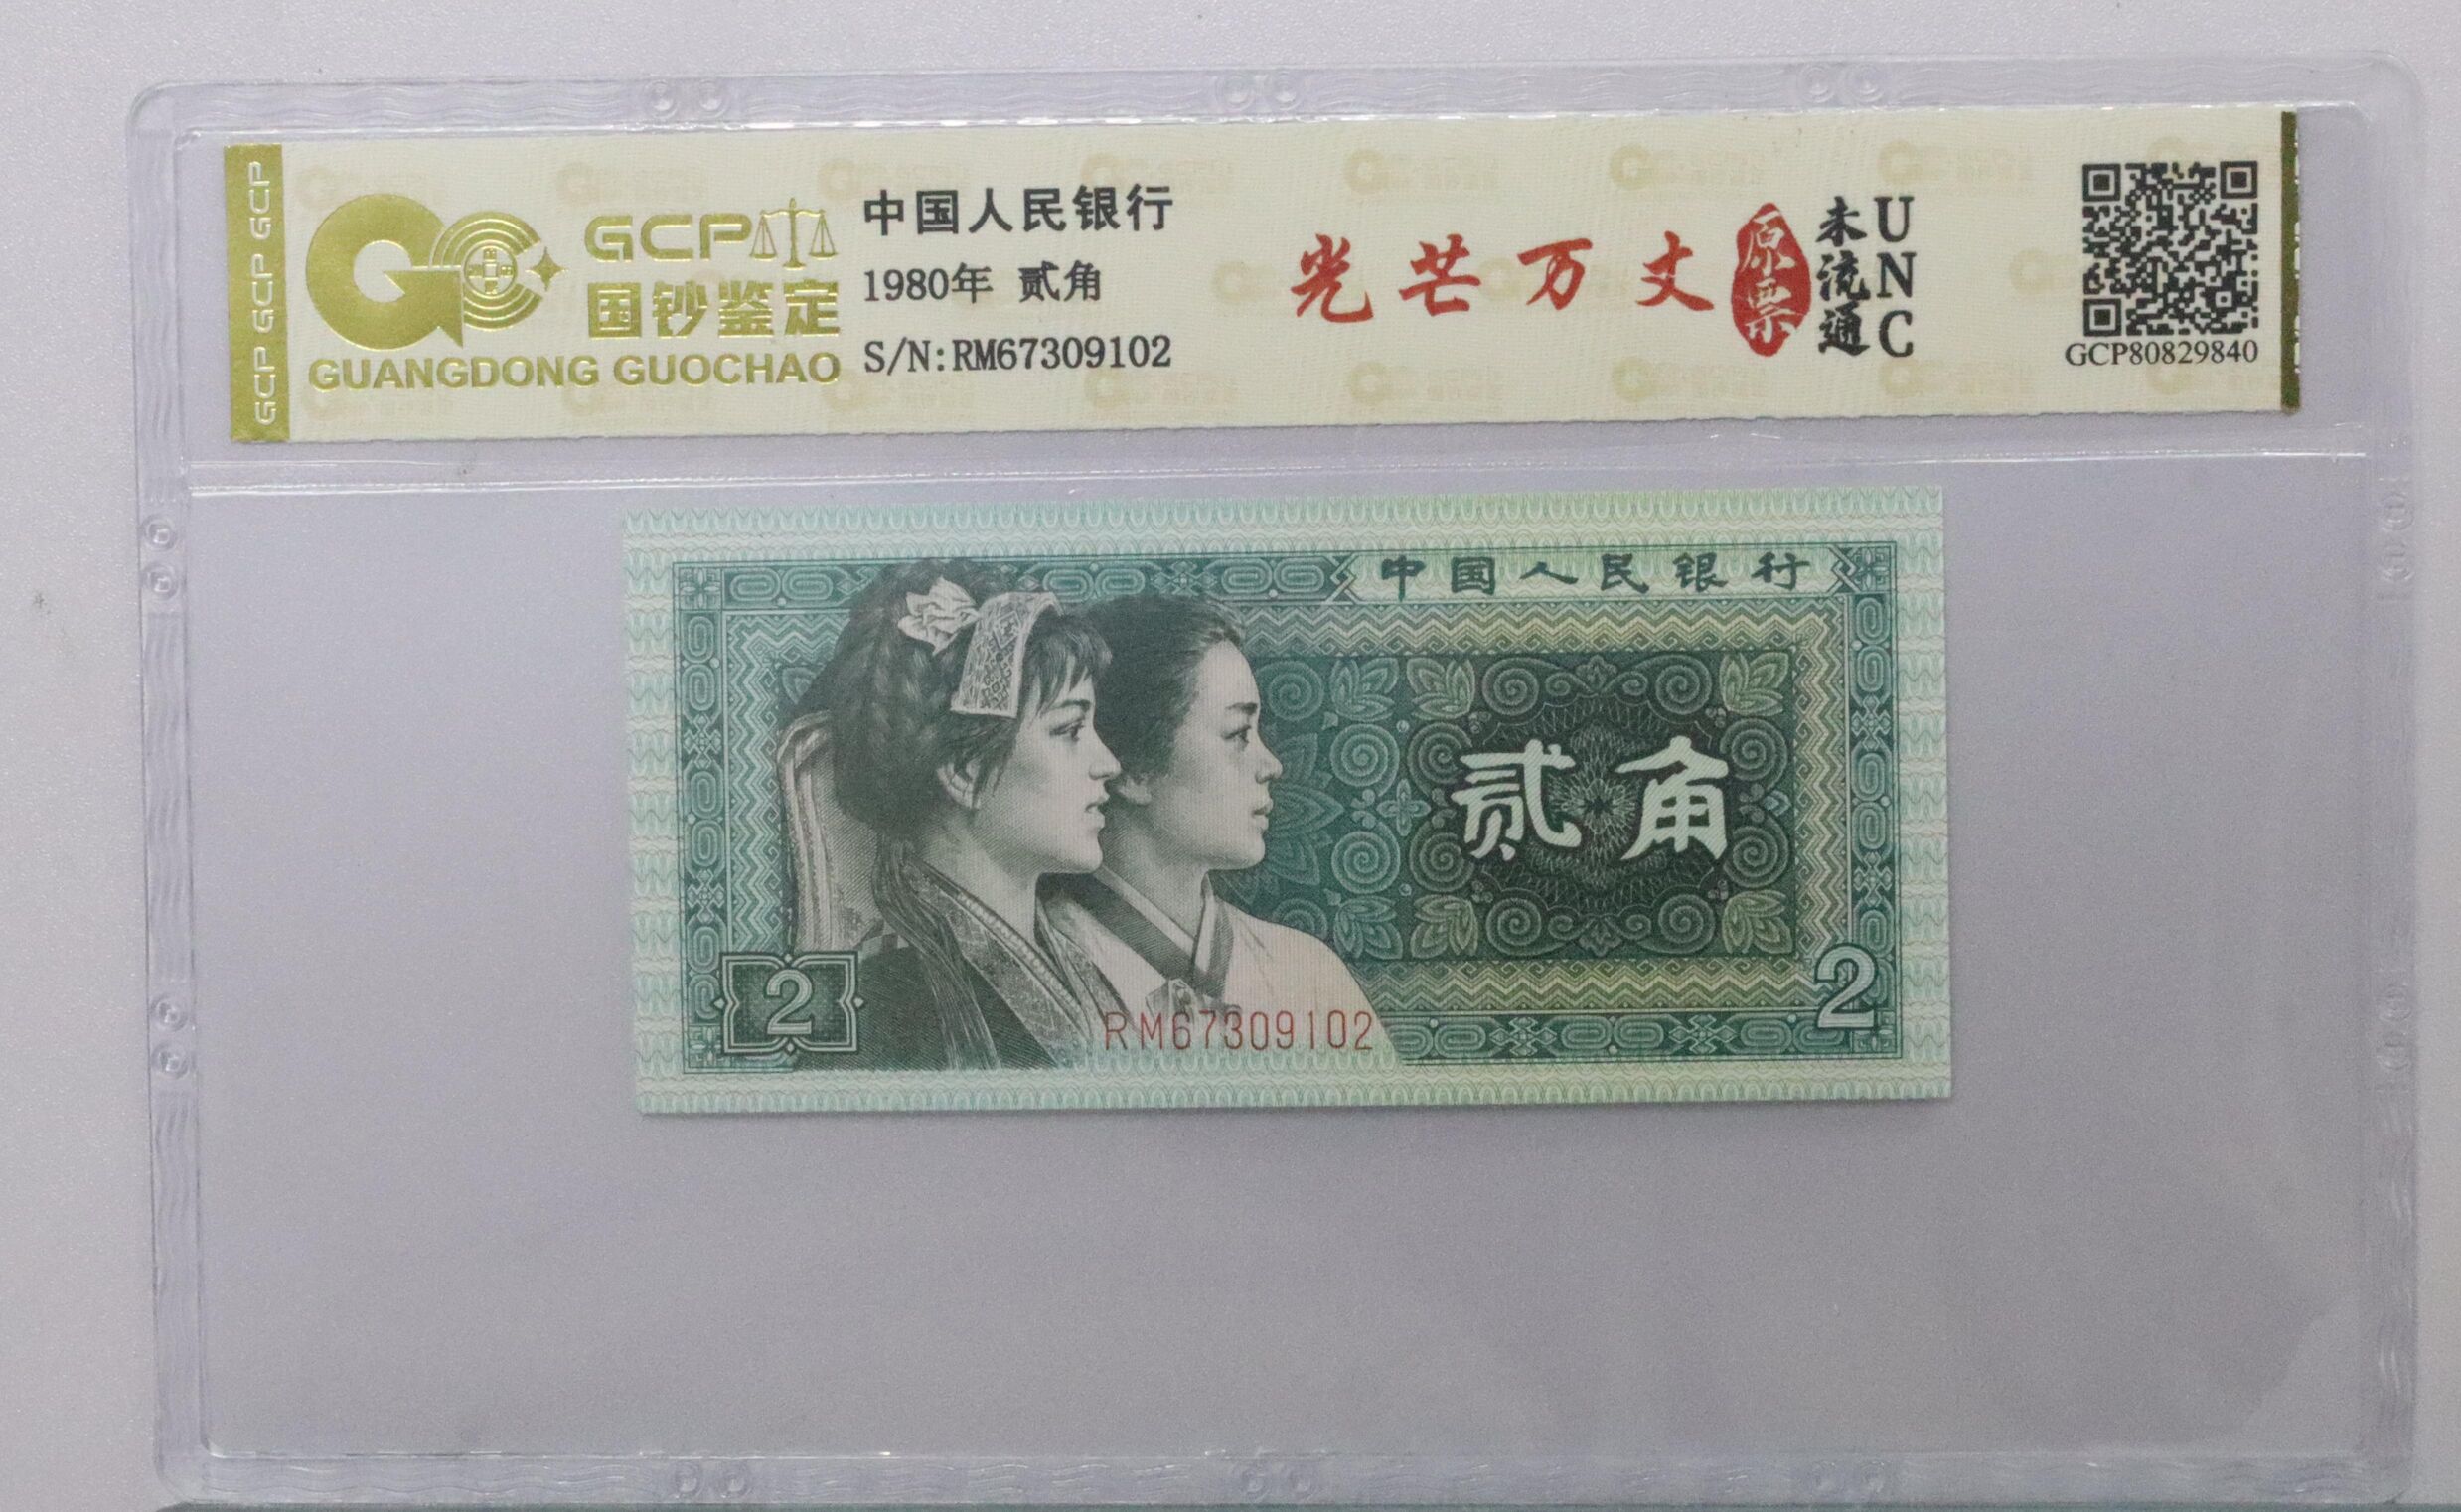 GCP GCP GCP
GCP
国钞鉴定
GUANGDONG GUOCHAO
中国人民银行
1980年 贰角
S/N:RM67309102
光芒万丈
原票
未流通
UNC
GCP80829840
中国人民银行
贰角
2
RM67309102
2